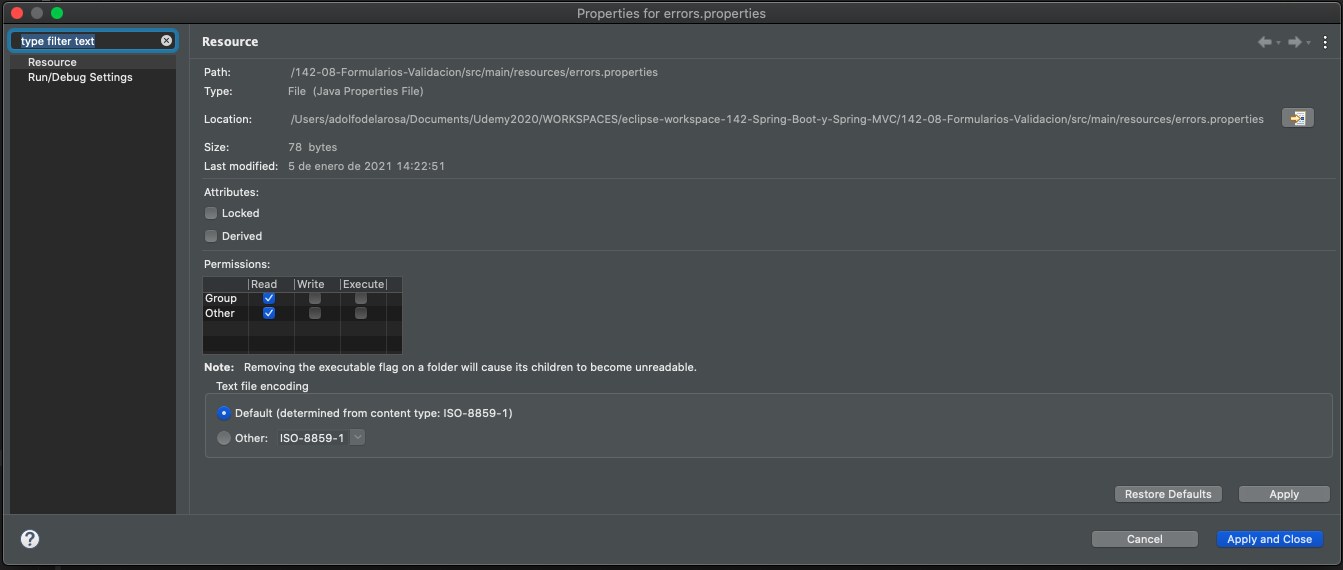 Properties for errors.properties
type filter text
Resource
Run/Debug Settings
Resource
Path: /142-08-Formularios-Validacion/src/main/resources/errors.properties
Type: File (Java Properties File)
Location: /Users/adolfodelarosa/Documents/Udemy2020/WORKSPACES/eclipse-workspace-142-Spring-Boot-y-Spring-MVC/142-08-Formularios-Validacion/src/main/resources/errors.properties
Size: 78 bytes
Last modified: 5 de enero de 2021 14:22:51
Attributes:
Locked
Derived
Permissions:
Read Write Execute
Group
Other
Note: Removing the executable flag on a folder will cause its children to become unreadable.
Text file encoding
Default (determined from content type: ISO-8859-1)
Other: ISO-8859-1
Restore Defaults Apply
? Cancel Apply and Close